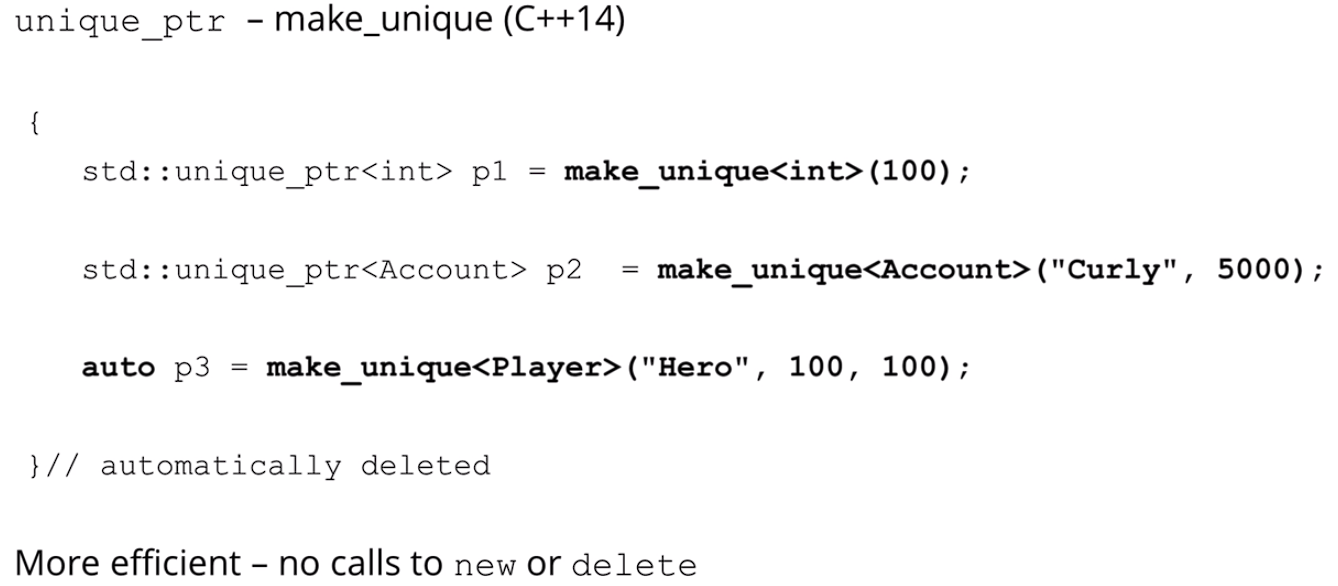 unique_ptr – make_unique (C++14)
{
std::unique_ptr<int> p1 = make_unique<int>(100);
std::unique_ptr<Account> p2  = make_unique<Account>("Curly", 5000);
auto p3 = make_unique<Player>("Hero", 100, 100);
}// automatically deleted
More efficient – no calls to new or delete